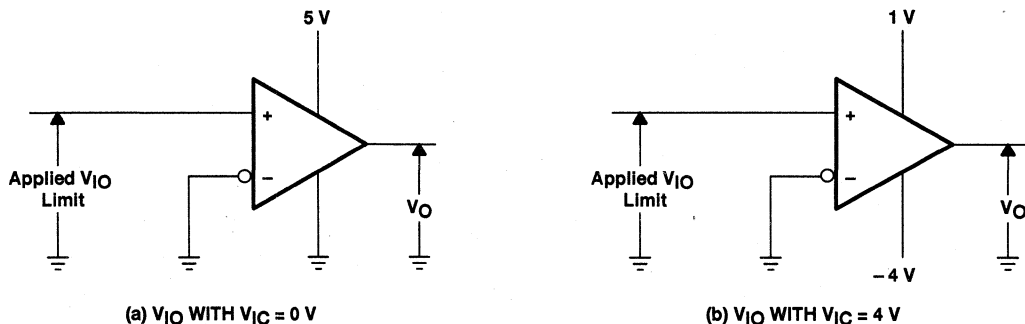 5 V
+
−
Applied VIO
Limit
VO
(a) VIO WITH VIC = 0 V
1 V
+
−
Applied VIO
Limit
VO
− 4 V
(b) VIO WITH VIC = 4 V